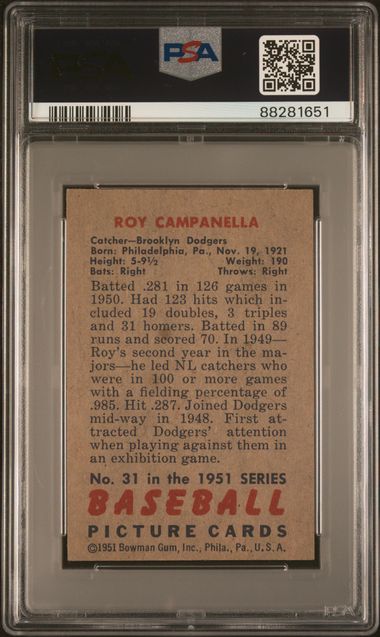 PSA
88281651
ROY CAMPANELLA
Catcher—Brooklyn Dodgers
Born: Philadelphia, Pa., Nov. 19, 1921
Height: 5-9½ Weight: 190
Bats: Right Throws: Right
Batted .281 in 126 games in
1950. Had 123 hits which in-
cluded 19 doubles, 3 triples
and 31 homers. Batted in 89
runs and scored 70. In 1949—
Roy's second year in the ma-
jors—he led NL catchers who
were in 100 or more games
with a fielding percentage of
.985. Hit .287. Joined Dodgers
mid-way in 1948. First at-
tracted Dodgers' attention
when playing against them in
an exhibition game.
No. 31 in the 1951 SERIES
BASEBALL
PICTURE CARDS
©1951 Bowman Gum, Inc., Phila., Pa., U.S.A.